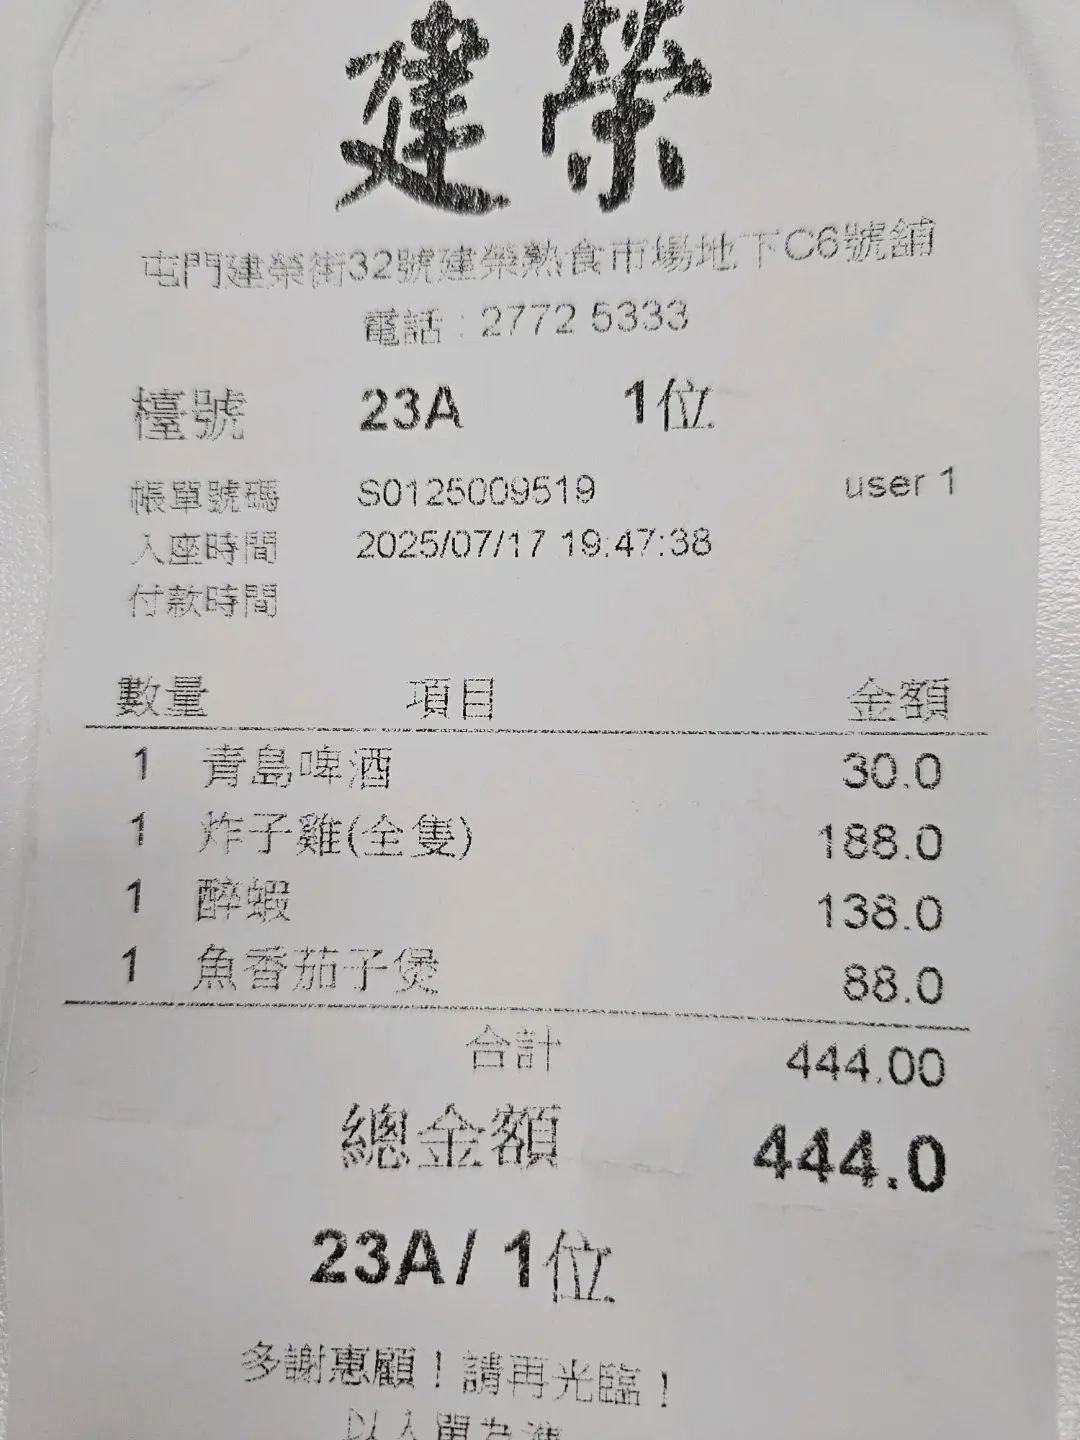 建榮
屯門建榮街32號建榮熟食市場地下C6號舖
電話：2772 5333
檯號 23A 1位
帳單號碼 S0125009519 user 1
入座時間 2025/07/17 19:47:38
付款時間
數量 項目 金額
1 青島啤酒 30.0
1 炸子雞(全隻) 188.0
1 醉蝦 138.0
1 魚香茄子煲 88.0
合計 444.00
總金額 444.0
23A/ 1位
多謝惠顧！請再光臨！
以入單為準